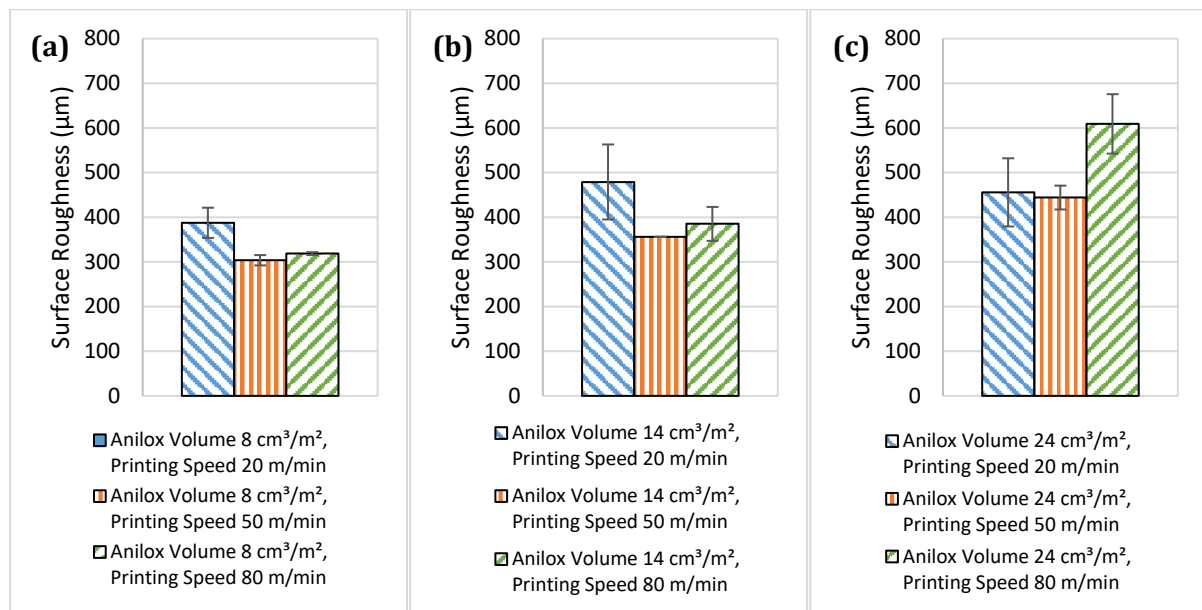 (a)
Surface Roughness (µm)
800
700
600
500
400
300
200
100
0
Anilox Volume 8 cm³/m²,
Printing Speed 20 m/min
Anilox Volume 8 cm³/m²,
Printing Speed 50 m/min
Anilox Volume 8 cm³/m²,
Printing Speed 80 m/min
(b)
Surface Roughness (µm)
800
700
600
500
400
300
200
100
0
Anilox Volume 14 cm³/m²,
Printing Speed 20 m/min
Anilox Volume 14 cm³/m²,
Printing Speed 50 m/min
Anilox Volume 14 cm³/m²,
Printing Speed 80 m/min
(c)
Surface Roughness (µm)
800
700
600
500
400
300
200
100
0
Anilox Volume 24 cm³/m²,
Printing Speed 20 m/min
Anilox Volume 24 cm³/m²,
Printing Speed 50 m/min
Anilox Volume 24 cm³/m²,
Printing Speed 80 m/min